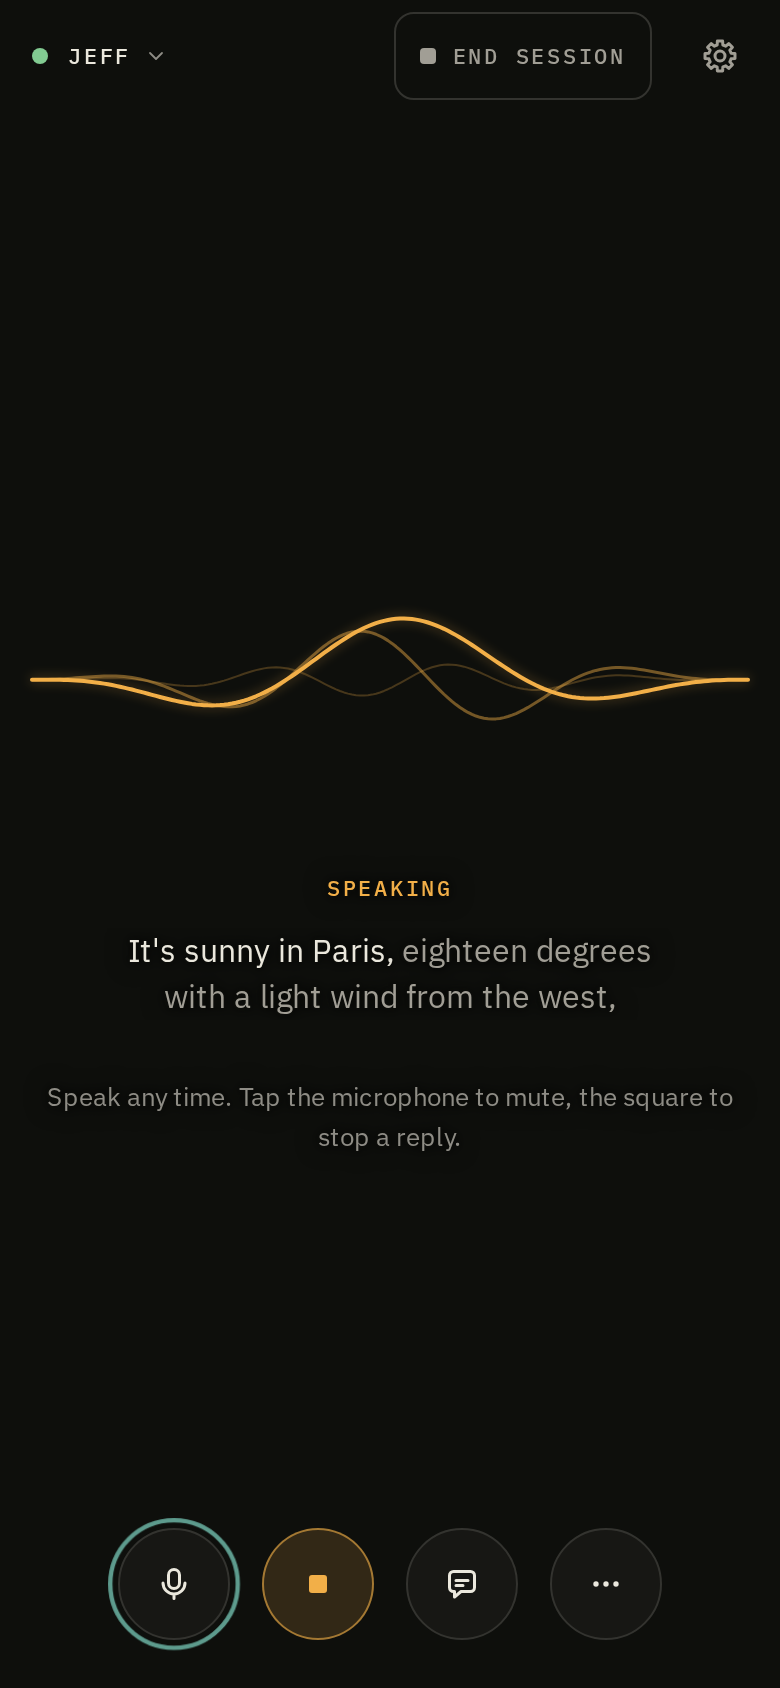 JEFF
END SESSION
SPEAKING
It's sunny in Paris, eighteen degrees
with a light wind from the west,
Speak any time. Tap the microphone to mute, the square to
stop a reply.